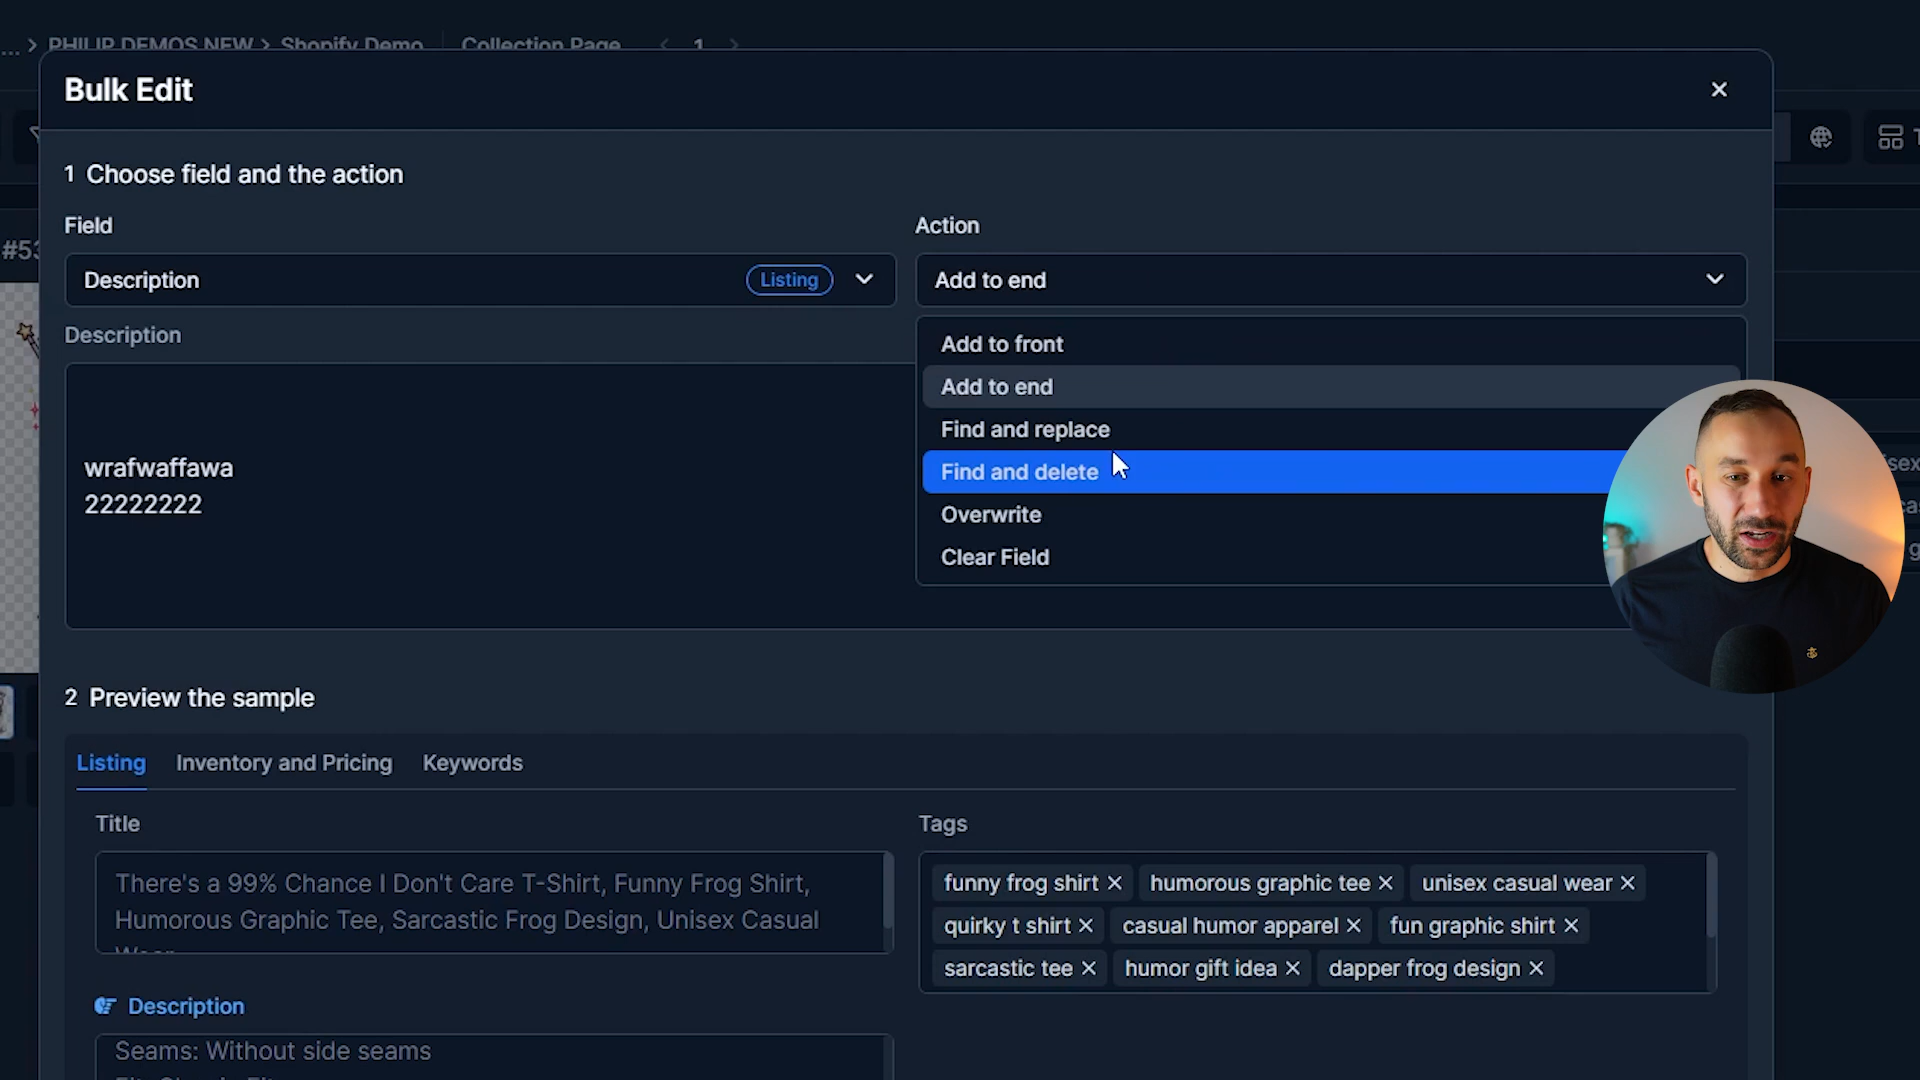 ... > PHILIP DEMOS NEW > Shopify Demo Collection Page < 1 >
Bulk Edit
1 Choose field and the action
Field
Action
#53
Description
Listing
Add to end
Description
Add to front
Add to end
Find and replace
Find and delete
Overwrite
Clear Field
wrafwaffawa
22222222
2 Preview the sample
Listing
Inventory and Pricing
Keywords
Title
Tags
There's a 99% Chance I Don't Care T-Shirt, Funny Frog Shirt,
Humorous Graphic Tee, Sarcastic Frog Design, Unisex Casual
Wear
funny frog shirt
humorous graphic tee
unisex casual wear
quirky t shirt
casual humor apparel
fun graphic shirt
sarcastic tee
humor gift idea
dapper frog design
Description
Seams: Without side seams